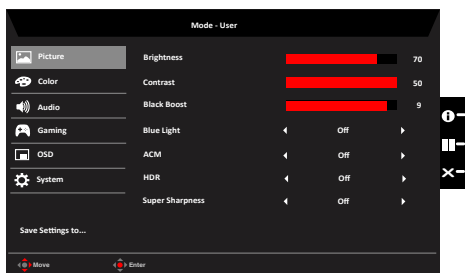 Mode - User
Picture
Color
Audio
Gaming
OSD
System
Save Settings to...
Brightness 70
Contrast 50
Black Boost 9
Blue Light Off
ACM Off
HDR Off
Super Sharpness Off
Move Enter